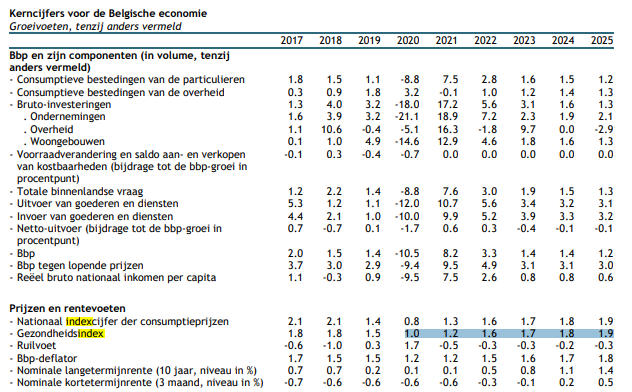 Kerncijfers voor de Belgische economie
Groeivoeten, tenzij anders vermeld
2017 2018 2019 2020 2021 2022 2023 2024 2025
Bbp en zijn componenten (in volume, tenzij
anders vermeld)
- Consumptieve bestedingen van de particulieren 1.8 1.5 1.1 -8.8 7.5 2.8 1.6 1.5 1.2
- Consumptieve bestedingen van de overheid 0.3 0.9 1.8 3.2 -0.1 1.0 1.2 1.4 1.3
- Bruto-investeringen 1.3 4.0 3.2 -18.0 17.2 5.6 3.1 1.6 1.3
. Ondernemingen 1.6 3.9 3.2 -21.1 18.9 7.2 2.3 1.9 2.1
. Overheid 1.1 10.6 -0.4 -5.1 16.3 -1.8 9.7 0.0 -2.9
. Woongebouwen 0.1 1.0 4.9 -14.6 12.9 4.6 1.8 1.6 1.3
- Voorraadverandering en saldo aan- en verkopen -0.1 0.3 -0.4 -0.7 0.0 0.0 0.0 0.0 0.0
van kostbaarheden (bijdrage tot de bbp-groei in
procentpunt)
- Totale binnenlandse vraag 1.2 2.2 1.4 -8.8 7.6 3.0 1.9 1.5 1.3
- Uitvoer van goederen en diensten 5.3 1.2 1.1 -12.0 10.7 5.6 3.4 3.2 3.1
- Invoer van goederen en diensten 4.4 2.1 1.0 -10.0 9.9 5.2 3.9 3.3 3.2
- Netto-uitvoer (bijdrage tot de bbp-groei in 0.7 -0.7 0.1 -1.7 0.6 0.3 -0.4 -0.1 -0.1
procentpunt)
- Bbp 2.0 1.5 1.4 -10.5 8.2 3.3 1.4 1.4 1.2
- Bbp tegen lopende prijzen 3.7 3.0 2.9 -9.4 9.5 4.9 3.1 3.1 3.0
- Reëel bruto nationaal inkomen per capita 1.1 -0.3 0.9 -9.5 7.5 2.6 0.8 0.8 0.6
Prijzen en rentevoeten
- Nationaal indexcijfer der consumptieprijzen 2.1 2.1 1.4 0.8 1.3 1.6 1.7 1.8 1.9
- Gezondheidsindex 1.8 1.8 1.5 1.0 1.2 1.6 1.7 1.8 1.9
- Ruilvoet -0.6 -1.0 0.3 1.7 -0.5 -0.3 -0.3 -0.2 -0.3
- Bbp-deflator 1.7 1.5 1.5 1.2 1.2 1.5 1.6 1.7 1.8
- Nominale langetermijnrente (10 jaar, niveau in %) 0.7 0.7 0.2 0.1 0.1 0.5 0.8 1.1 1.4
- Nominale kortetermijnrente (3 maand, niveau in %) -0.7 -0.6 -0.6 -0.6 -0.6 -0.3 -0.1 0.2 0.5